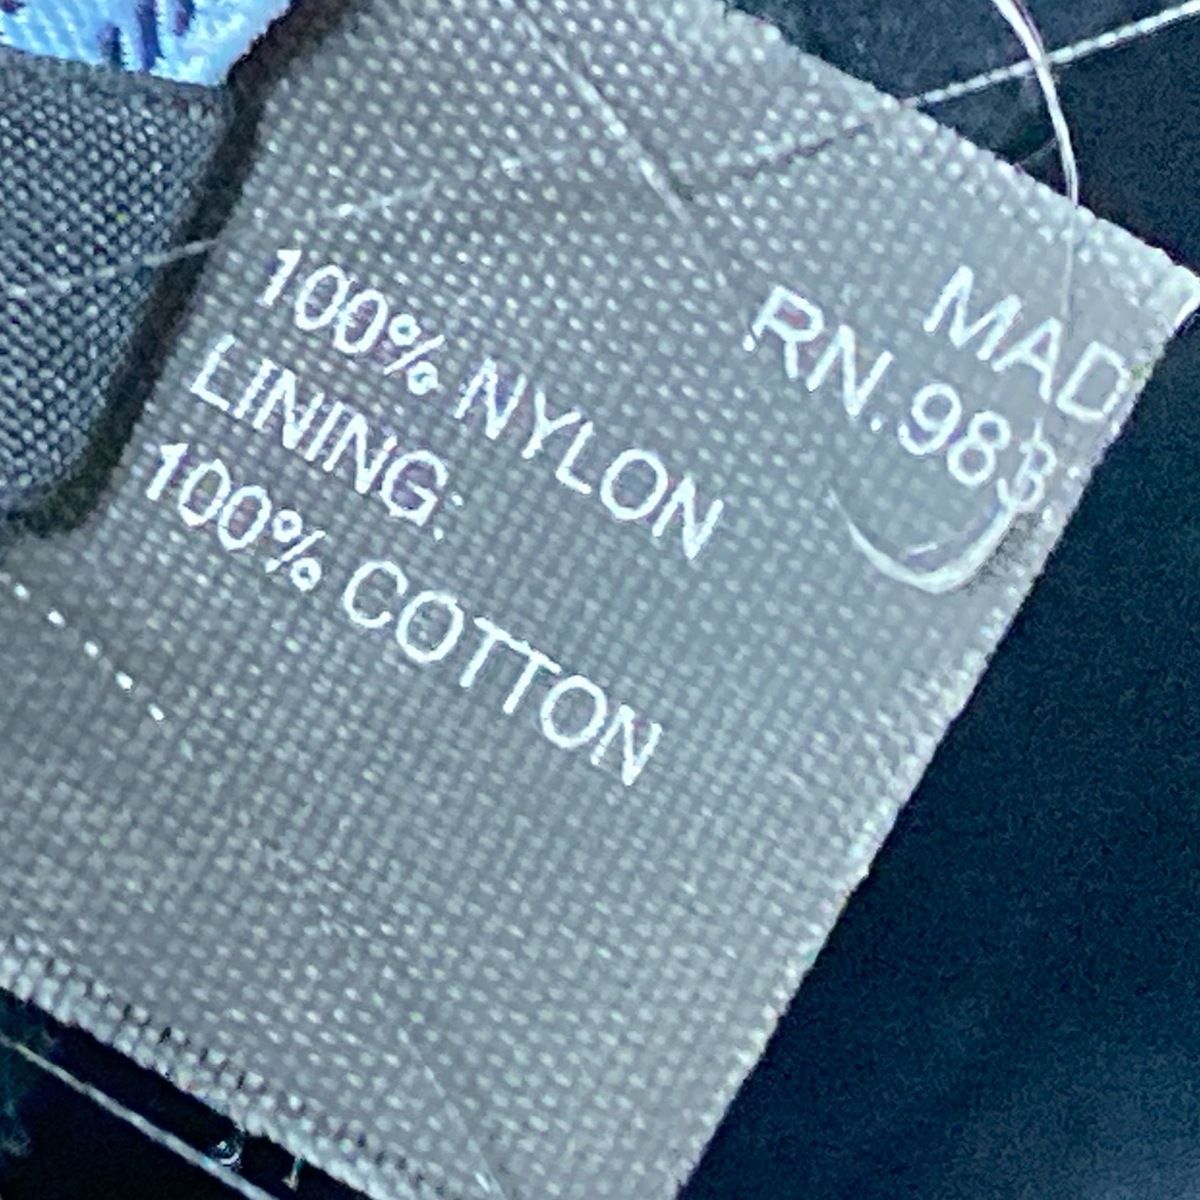 MAD
RN.983
100% NYLON
LINING:
100% COTTON